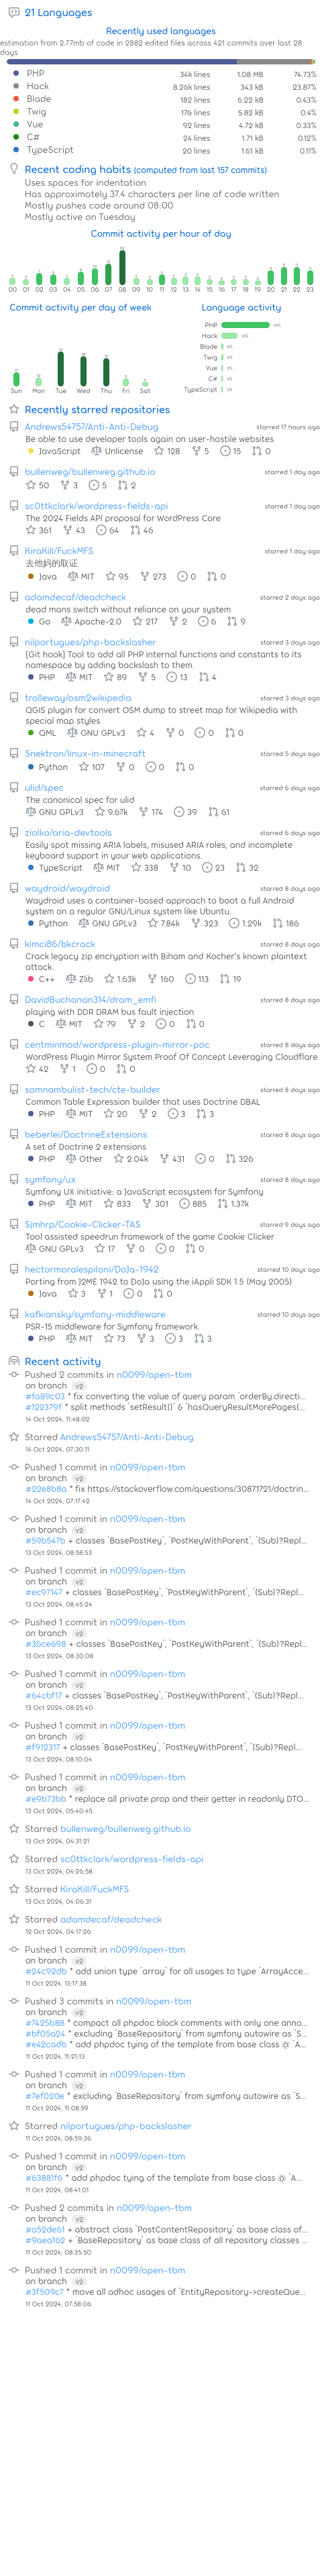 21 Languages
Recently used languages
estimation from 2.77mb of code in 2882 edited files across 421 commits over last 28
days
PHP 34k lines 1.08 MB 74.73%
Hack 8.26k lines 343 kB 23.87%
Blade 182 lines 6.22 kB 0.43%
Twig 176 lines 5.82 kB 0.4%
Vue 92 lines 4.72 kB 0.33%
C# 24 lines 1.71 kB 0.12%
TypeScript 20 lines 1.61 kB 0.11%
Recent coding habits (computed from last 157 commits)
Uses spaces for indentation
Has approximately 37.4 characters per line of code written
Mostly pushes code around 08:00
Mostly active on Tuesday
Commit activity per hour of day
00 01 02 03 04 05 06 07 08 09 10 11 12 13 14 15 16 17 18 19 20 21 22 23
Commit activity per day of week
Sun Mon Tue Wed Thu Fri Sat
Language activity
PHP
Hack
Blade
Twig
Vue
C#
TypeScript
Recently starred repositories
Andrews54757/Anti-Anti-Debug starred 17 hours ago
Be able to use developer tools again on user-hostile websites
JavaScript Unlicense 128 5 15 0
bullenweg/bullenweg.github.io starred 1 day ago
50 3 5 2
sc0ttkclark/wordpress-fields-api starred 1 day ago
The 2024 Fields API proposal for WordPress Core
361 43 64 46
KiraKill/FuckMFS starred 1 day ago
去他妈的取证
Java MIT 95 273 0 0
adamdecaf/deadcheck starred 2 days ago
dead mans switch without reliance on your system
Go Apache-2.0 217 2 6 9
nilportugues/php-backslasher starred 3 days ago
[Git hook] Tool to add all PHP internal functions and constants to its
namespace by adding backslash to them.
PHP MIT 89 5 13 4
trolleway/osm2wikipedia starred 3 days ago
QGIS plugin for convert OSM dump to street map for Wikipedia with
special map styles
QML GNU GPLv3 4 0 0 0
Snektron/linux-in-minecraft starred 5 days ago
Python 107 0 0 0
ulid/spec starred 6 days ago
The canonical spec for ulid
GNU GPLv3 9.67k 174 39 61
ziolko/aria-devtools starred 6 days ago
Easily spot missing ARIA labels, misused ARIA roles, and incomplete
keyboard support in your web applications.
TypeScript MIT 338 10 23 32
waydroid/waydroid starred 8 days ago
Waydroid uses a container-based approach to boot a full Android
system on a regular GNU/Linux system like Ubuntu.
Python GNU GPLv3 7.84k 323 1.29k 186
kimci86/bkcrack starred 8 days ago
Crack legacy zip encryption with Biham and Kocher's known plaintext
attack.
C++ Zlib 1.63k 160 113 19
DavidBuchanan314/dram_emfi starred 8 days ago
playing with DDR DRAM bus fault injection
C MIT 79 2 0 0
centminmod/wordpress-plugin-mirror-poc starred 8 days ago
WordPress Plugin Mirror System Proof Of Concept Leveraging Cloudflare
42 1 0 0
somnambulist-tech/cte-builder starred 8 days ago
Common Table Expression builder that uses Doctrine DBAL
PHP MIT 20 2 3 3
beberlei/DoctrineExtensions starred 8 days ago
A set of Doctrine 2 extensions
PHP Other 2.04k 431 0 326
symfony/ux starred 8 days ago
Symfony UX initiative: a JavaScript ecosystem for Symfony
PHP MIT 833 301 885 1.37k
Sjmhrp/Cookie-Clicker-TAS starred 9 days ago
Tool assisted speedrun framework of the game Cookie Clicker
GNU GPLv3 17 0 0 0
hectormoralespiloni/DoJa-1942 starred 10 days ago
Porting from J2ME 1942 to DoJa using the iAppli SDK 1.5 (May 2005)
Java 3 1 0 0
kafkiansky/symfony-middleware starred 10 days ago
PSR-15 middleware for Symfony framework.
PHP MIT 73 3 3 3
Recent activity
Pushed 2 commits in n0099/open-tbm
on branch v2
#fa89c03 * fix converting the value of query param `orderBy.directi...
#122379f * split methods `setResult()` & `hasQueryResultMorePages(...
14 Oct 2024, 11:48:02
Starred Andrews54757/Anti-Anti-Debug
14 Oct 2024, 07:30:11
Pushed 1 commit in n0099/open-tbm
on branch v2
#22e8b8a * fix https://stackoverflow.com/questions/30871721/doctrin...
14 Oct 2024, 07:17:42
Pushed 1 commit in n0099/open-tbm
on branch v2
#59b547b + classes `BasePostKey`, `PostKeyWithParent`, `(Sub)?Repl...
13 Oct 2024, 08:58:53
Pushed 1 commit in n0099/open-tbm
on branch v2
#ec97147 + classes `BasePostKey`, `PostKeyWithParent`, `(Sub)?Repl...
13 Oct 2024, 08:45:24
Pushed 1 commit in n0099/open-tbm
on branch v2
#36ce698 + classes `BasePostKey`, `PostKeyWithParent`, `(Sub)?Repl...
13 Oct 2024, 08:30:08
Pushed 1 commit in n0099/open-tbm
on branch v2
#64cbf17 + classes `BasePostKey`, `PostKeyWithParent`, `(Sub)?Repl...
13 Oct 2024, 08:25:40
Pushed 1 commit in n0099/open-tbm
on branch v2
#f912317 + classes `BasePostKey`, `PostKeyWithParent`, `(Sub)?Repl...
13 Oct 2024, 08:10:04
Pushed 1 commit in n0099/open-tbm
on branch v2
#e9b73bb * replace all private prop and their getter in readonly DTO...
13 Oct 2024, 05:40:45
Starred bullenweg/bullenweg.github.io
13 Oct 2024, 04:31:21
Starred sc0ttkclark/wordpress-fields-api
13 Oct 2024, 04:26:58
Starred KiraKill/FuckMFS
13 Oct 2024, 04:06:31
Starred adamdecaf/deadcheck
12 Oct 2024, 04:17:26
Pushed 1 commit in n0099/open-tbm
on branch v2
#24c92db * add union type `array` for all usages to type `ArrayAcce...
11 Oct 2024, 13:17:38
Pushed 3 commits in n0099/open-tbm
on branch v2
#7425b88 * compact all phpdoc block comments with only one anno...
#bf05a24 * excluding `BaseRepository` from symfony autowire as `S...
#e42cadb * add phpdoc tying of the template from base class @ `A...
11 Oct 2024, 11:21:13
Pushed 1 commit in n0099/open-tbm
on branch v2
#7ef020e * excluding `BaseRepository` from symfony autowire as `S...
11 Oct 2024, 11:08:59
Starred nilportugues/php-backslasher
11 Oct 2024, 08:59:36
Pushed 1 commit in n0099/open-tbm
on branch v2
#63881f6 * add phpdoc tying of the template from base class @ `A...
11 Oct 2024, 08:41:01
Pushed 2 commits in n0099/open-tbm
on branch v2
#a52de61 + abstract class `PostContentRepository` as base class of...
#9aea162 + `BaseRepository` as base class of all repository classes ...
11 Oct 2024, 08:35:50
Pushed 1 commit in n0099/open-tbm
on branch v2
#3f509c7 * move all adhoc usages of `EntityRepository->createQue...
11 Oct 2024, 07:58:06